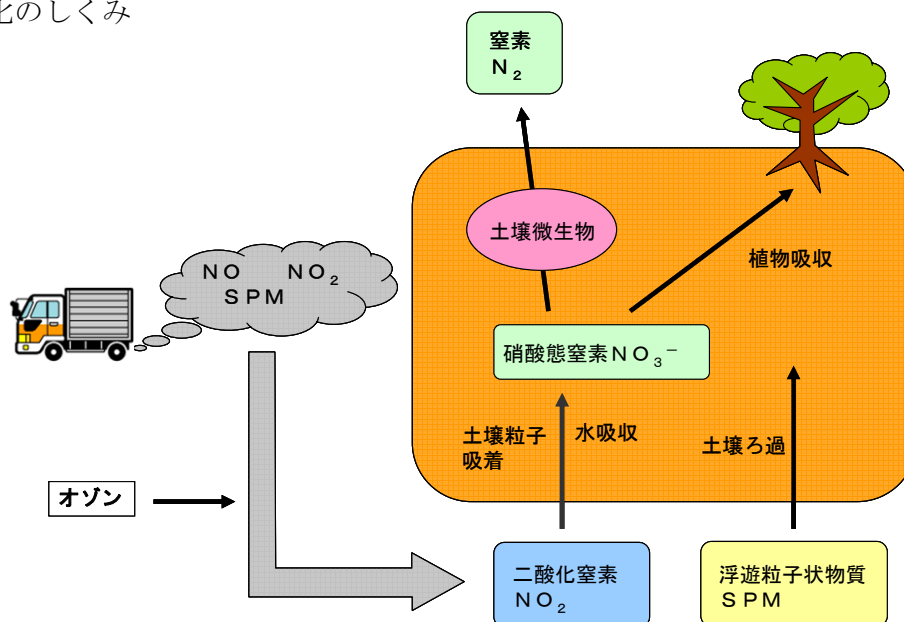 化のしくみ
窒素
N₂
土壌微生物
植物吸収
NO NO₂
SPM
硝酸態窒素NO₃⁻
土壌粒子
吸着
水吸収
土壌ろ過
オゾン
二酸化窒素
NO₂
浮遊粒子状物質
SPM